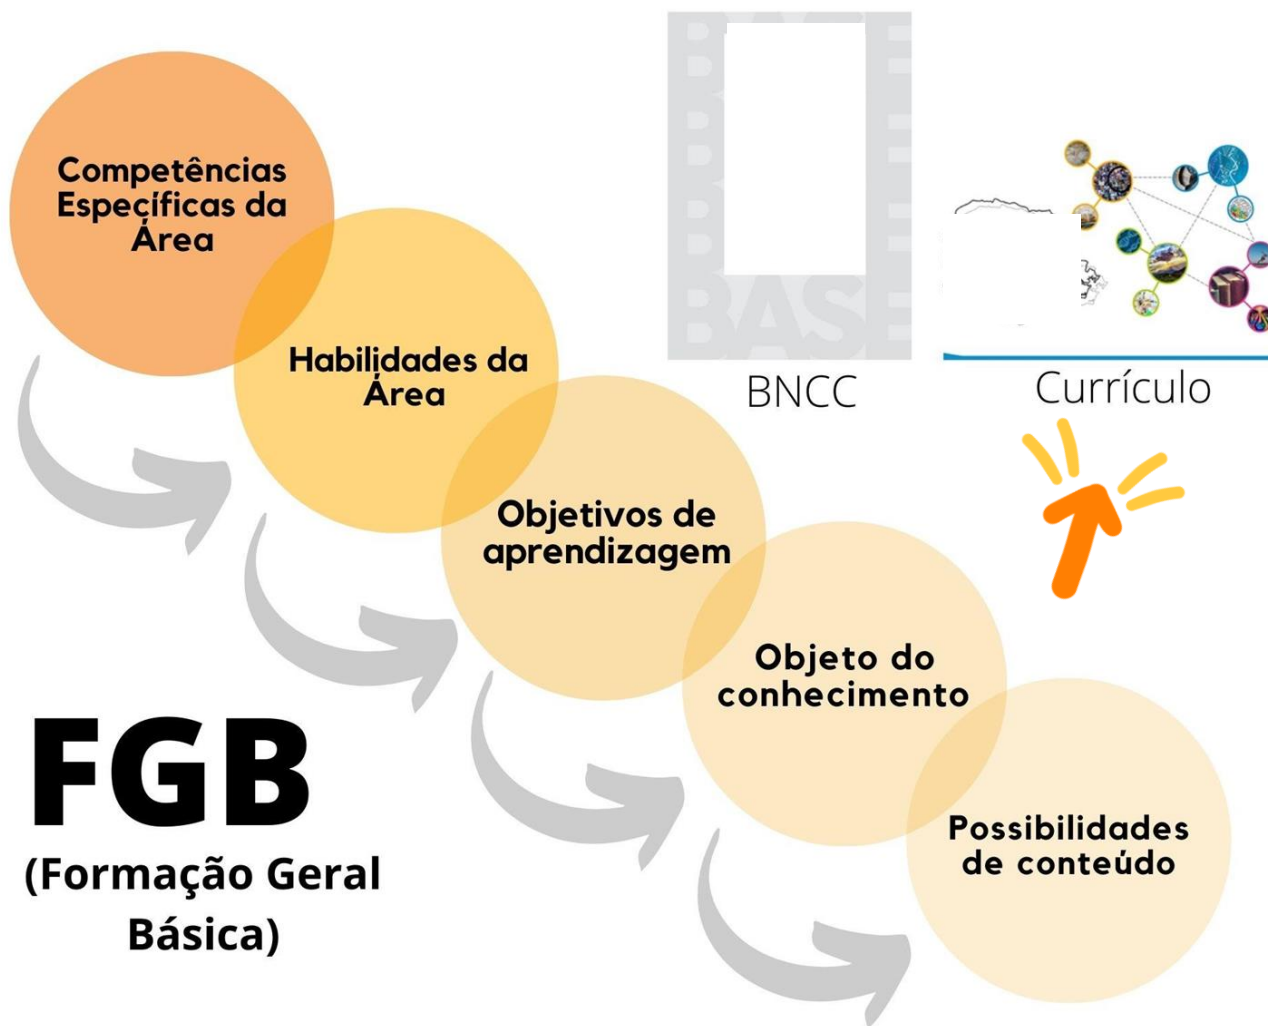 Competências
Específicas da
Área
Habilidades da
Área
Objetivos de
aprendizagem
Objeto do
conhecimento
Possibilidades
de conteúdo
BASE
BNCC
Currículo
FGB
(Formação Geral
Básica)